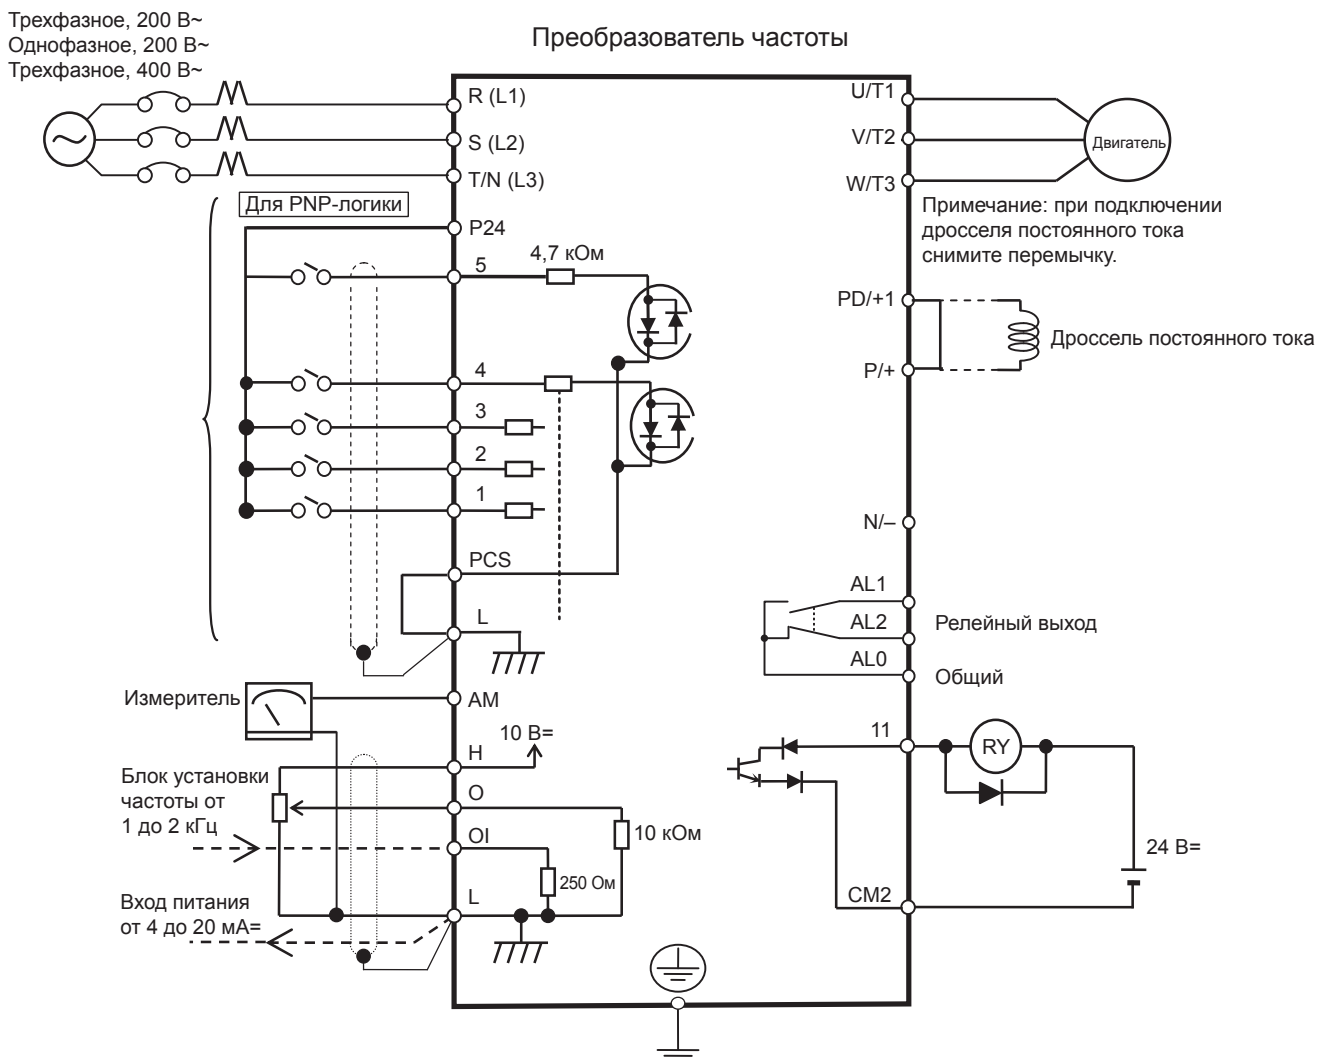 Трехфазное, 200 В~
Однофазное, 200 В~
Трехфазное, 400 В~
Преобразователь частоты
R (L1)
S (L2)
T/N (L3)
U/T1
V/T2
W/T3
Двигатель
Для PNP-логики
P24
5
4,7 кОм
4
3
2
1
PCS
L
Примечание: при подключении
дросселя постоянного тока
снимите перемычку.
PD/+1
P/+
Дроссель постоянного тока
N/–
AL1
AL2
AL0
Релейный выход
Общий
Измеритель
AM
10 В=
H
O
OI
L
Блок установки
частоты от
1 до 2 кГц
10 кОм
250 Ом
Вход питания
от 4 до 20 мА=
11
RY
24 В=
CM2